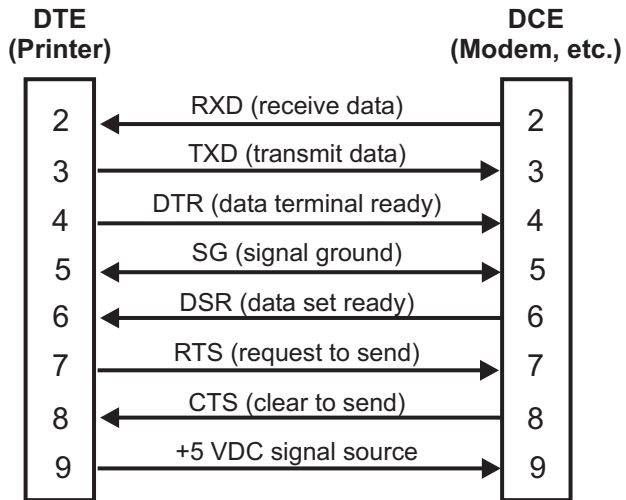 DTE
(Printer)
DCE
(Modem, etc.)
2 RXD (receive data) 2
3 TXD (transmit data) 3
4 DTR (data terminal ready) 4
5 SG (signal ground) 5
6 DSR (data set ready) 6
7 RTS (request to send) 7
8 CTS (clear to send) 8
9 +5 VDC signal source 9